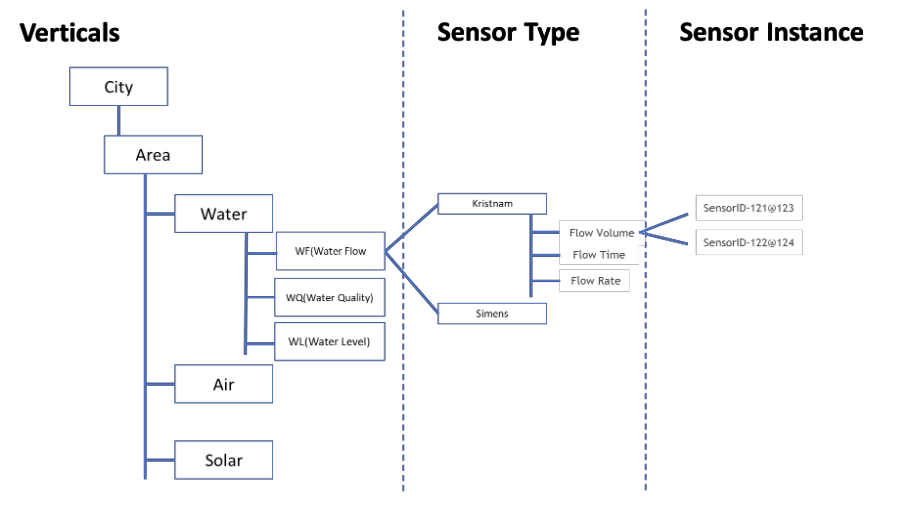 Verticals
Sensor Type
Sensor Instance
City
Area
Water
WF(Water Flow
WQ(Water Quality)
WL(Water Level)
Air
Solar
Kristnam
Flow Volume
Flow Time
Flow Rate
Simens
SensorID-121@123
SensorID-122@124